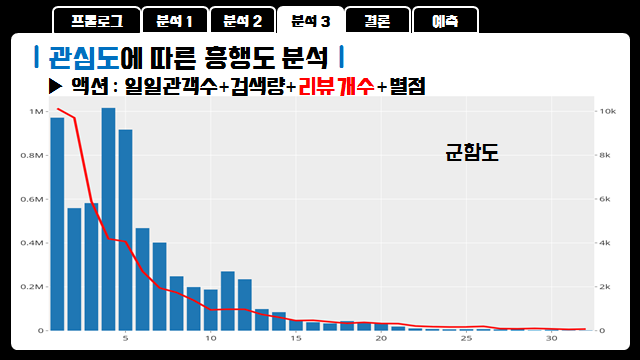 프롤로그 분석 1 분석 2 분석 3 결론 예측
| 관심도에 따른 흥행도 분석 |
▶ 액션 : 일일관객수+검색량+리뷰개수+별점
군함도
1M 10k
0.8M 8k
0.6M 6k
0.4M 4k
0.2M 2k
0 0
5 10 15 20 25 30